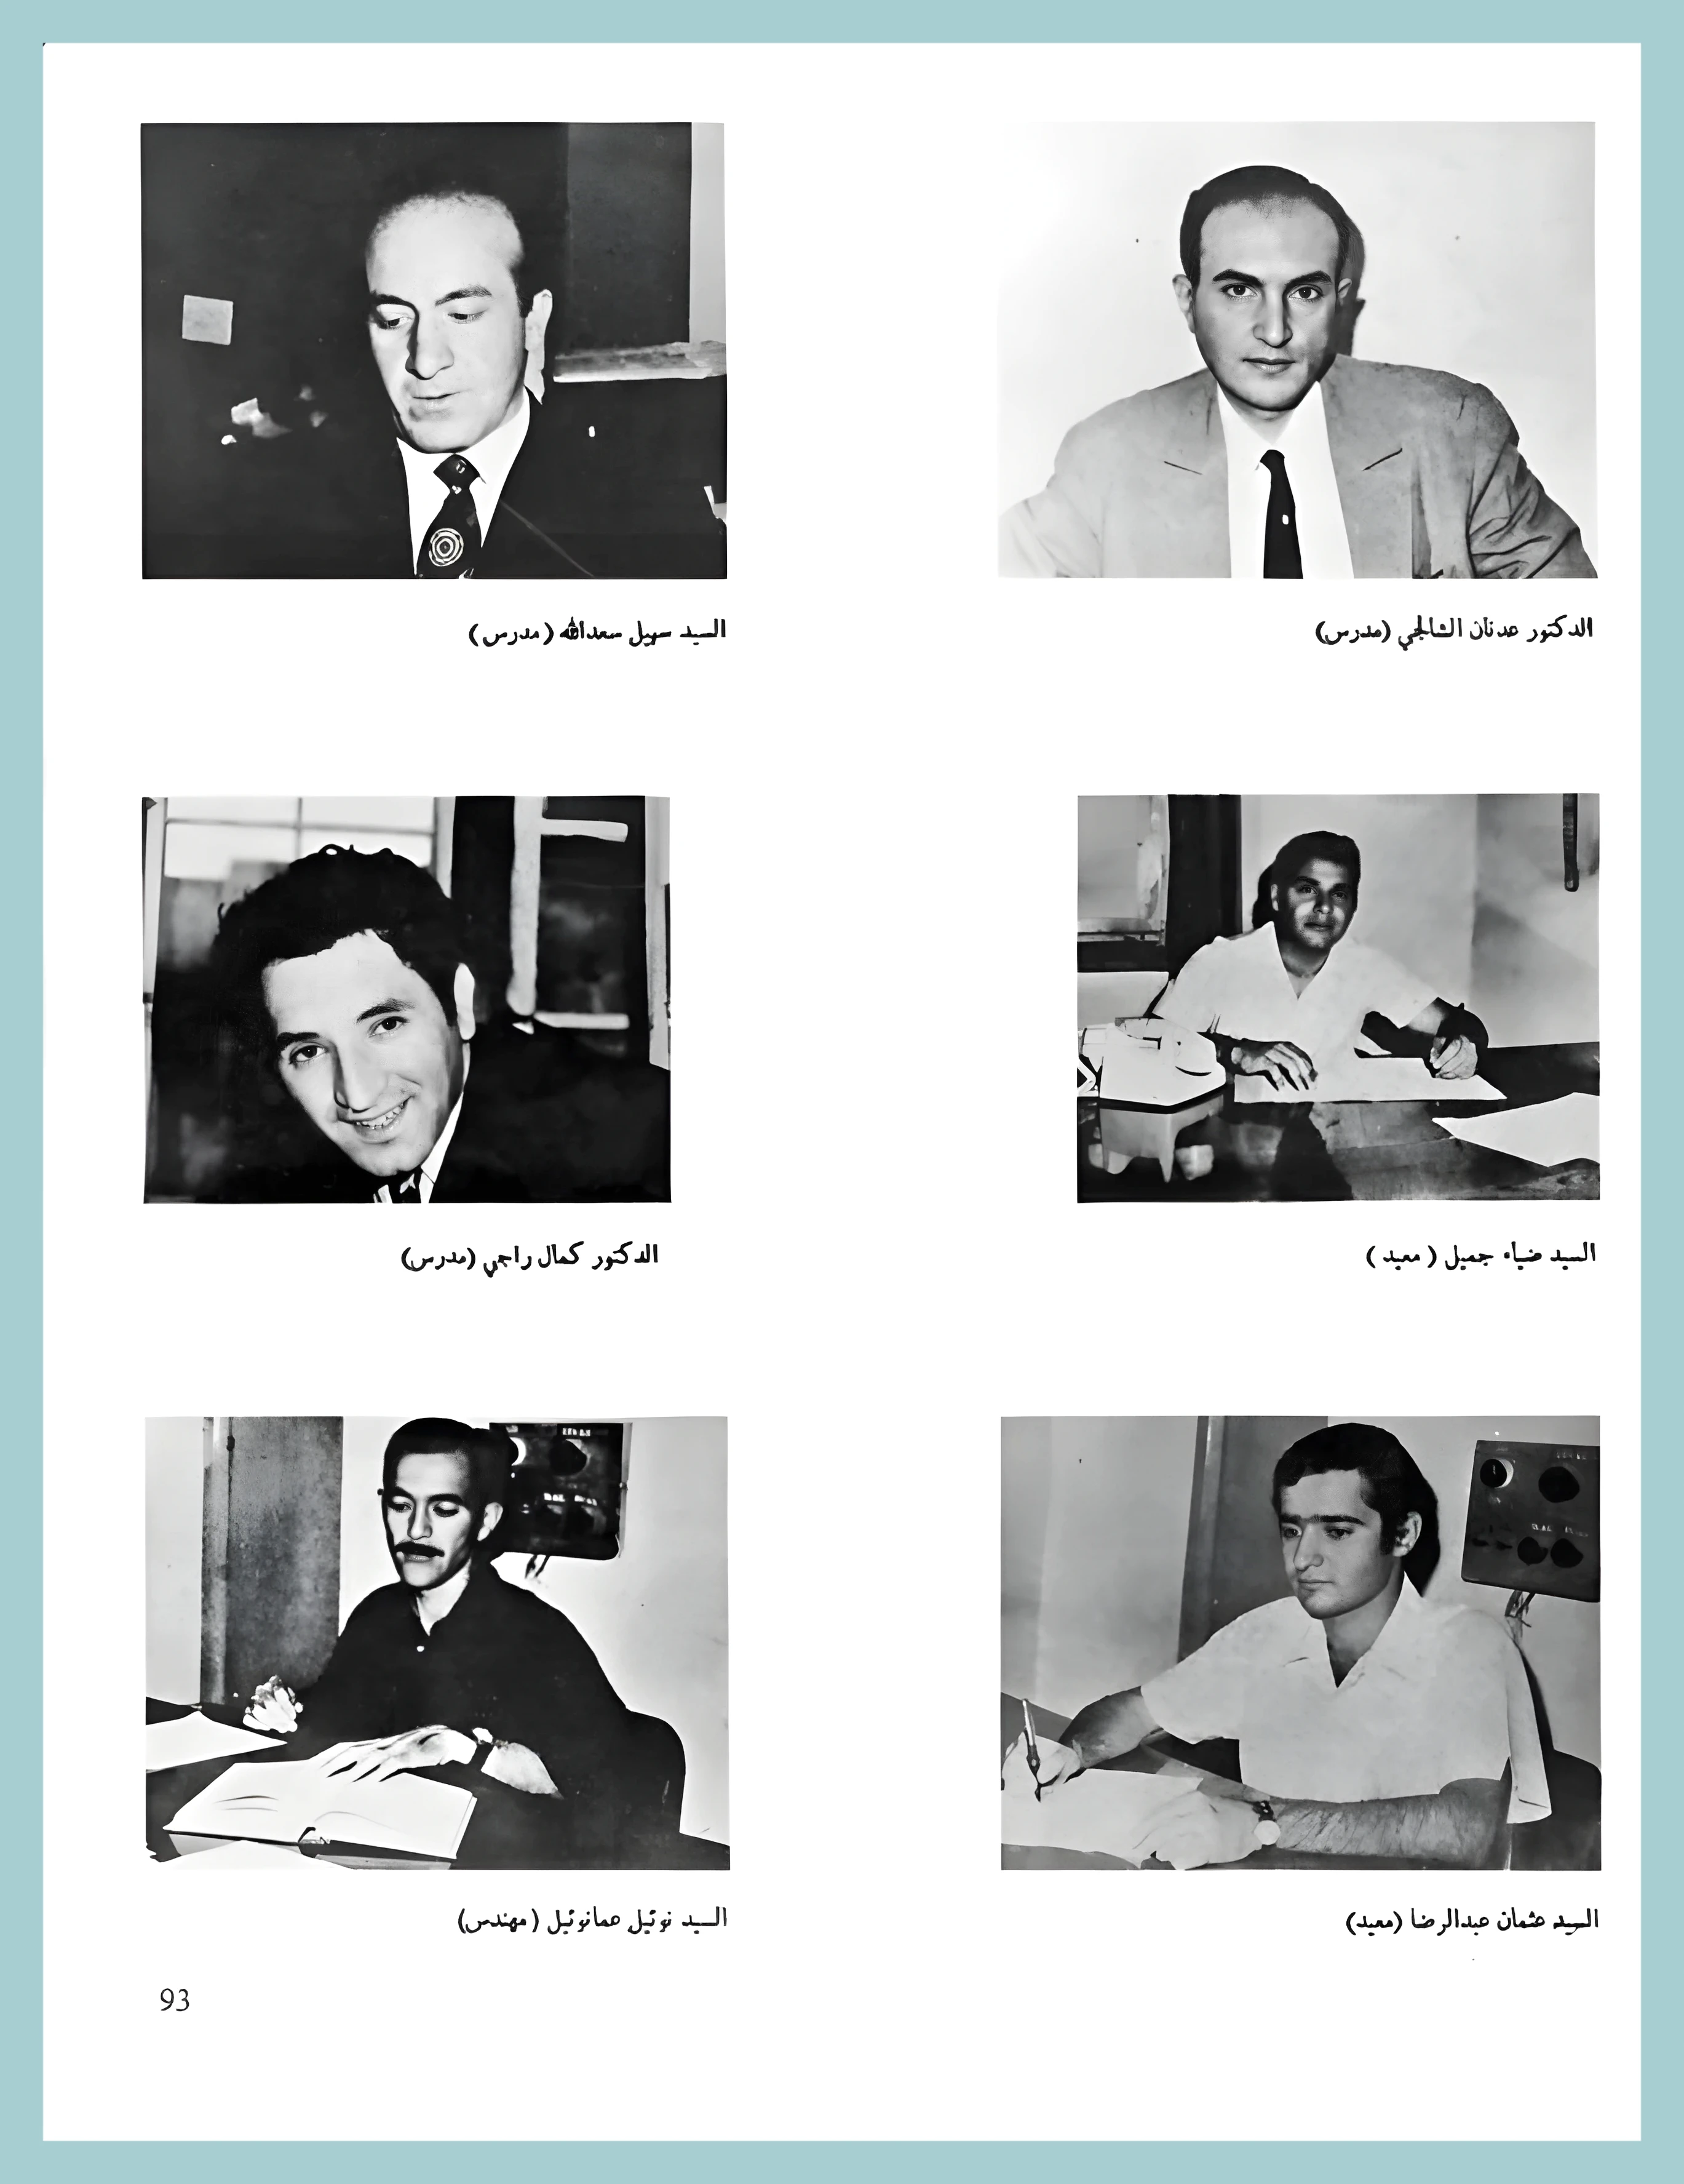 الدكتور عدنان الشالجي (مدرس)
السيد سهيل سعدالله (مدرس)
السيد ضياء جميل (معيد)
الدكتور كمال راجي (مدرس)
السيد عثمان عبدالرضا (معيد)
السيد نوئيل عمانوئيل (مهندس)
93